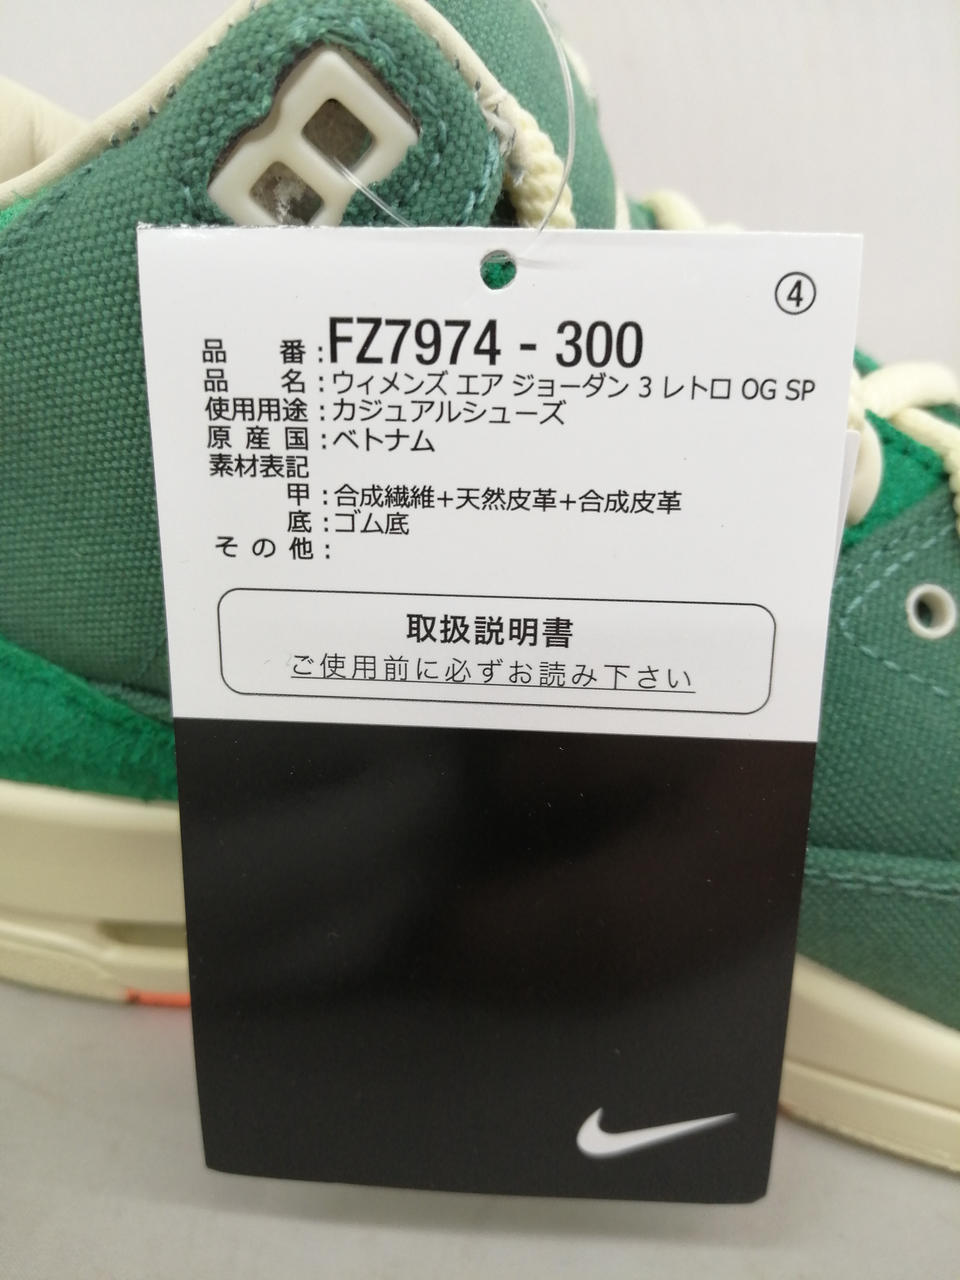 ④
品番:FZ7974 - 300
品名:ウィメンズ エア ジョーダン 3 レトロ OG SP
使用用途:カジュアルシューズ
原産国:ベトナム
素材表記
甲:合成繊維+天然皮革+合成皮革
底:ゴム底
その他:
取扱説明書
ご使用前に必ずお読み下さい